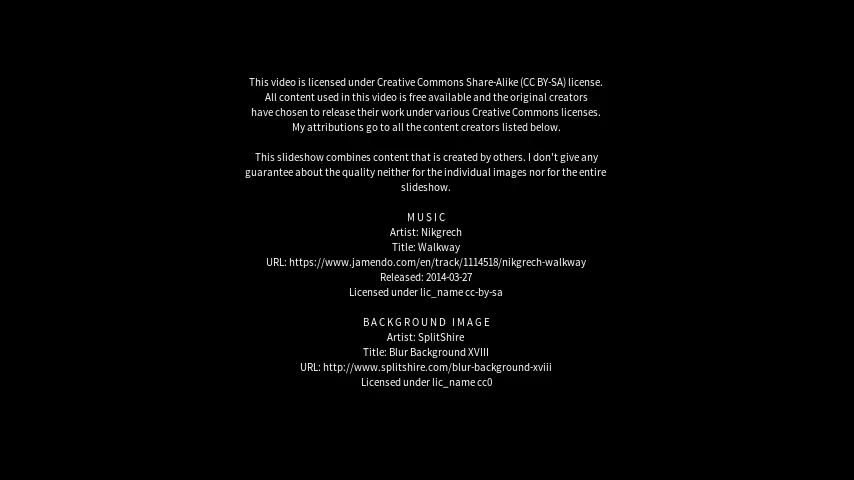 This video is licensed under Creative Commons Share-Alike (CC BY-SA) license.
All content used in this video is free available and the original creators
have chosen to release their work under various Creative Commons licenses.
My attributions go to all the content creators listed below.
This slideshow combines content that is created by others. I don't give any
guarantee about the quality neither for the individual images nor for the entire
slideshow.
MUSIC
Artist: Nikgrech
Title: Walkway
URL: https://www.jamendo.com/en/track/1114518/nikgrech-walkway
Released: 2014-03-27
Licensed under lic_name cc-by-sa
BACKGROUND IMAGE
Artist: SplitShire
Title: Blur Background XVIII
URL: http://www.splitshire.com/blur-background-xviii
Licensed under lic_name cc0